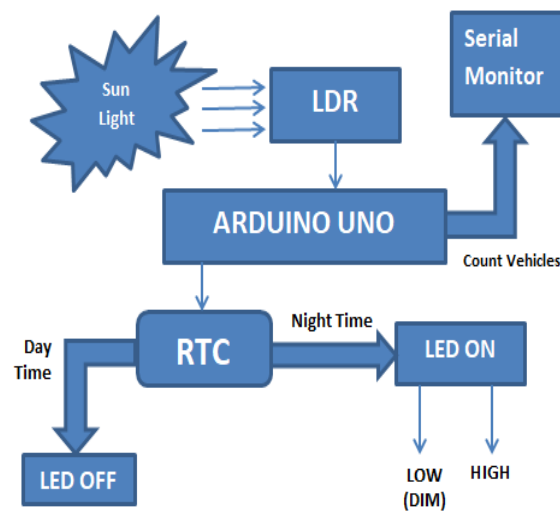 Sun
Light
LDR
Serial
Monitor
ARDUINO UNO
Count Vehicles
Day
Time
RTC
Night Time
LED ON
LED OFF
LOW
(DIM)
HIGH